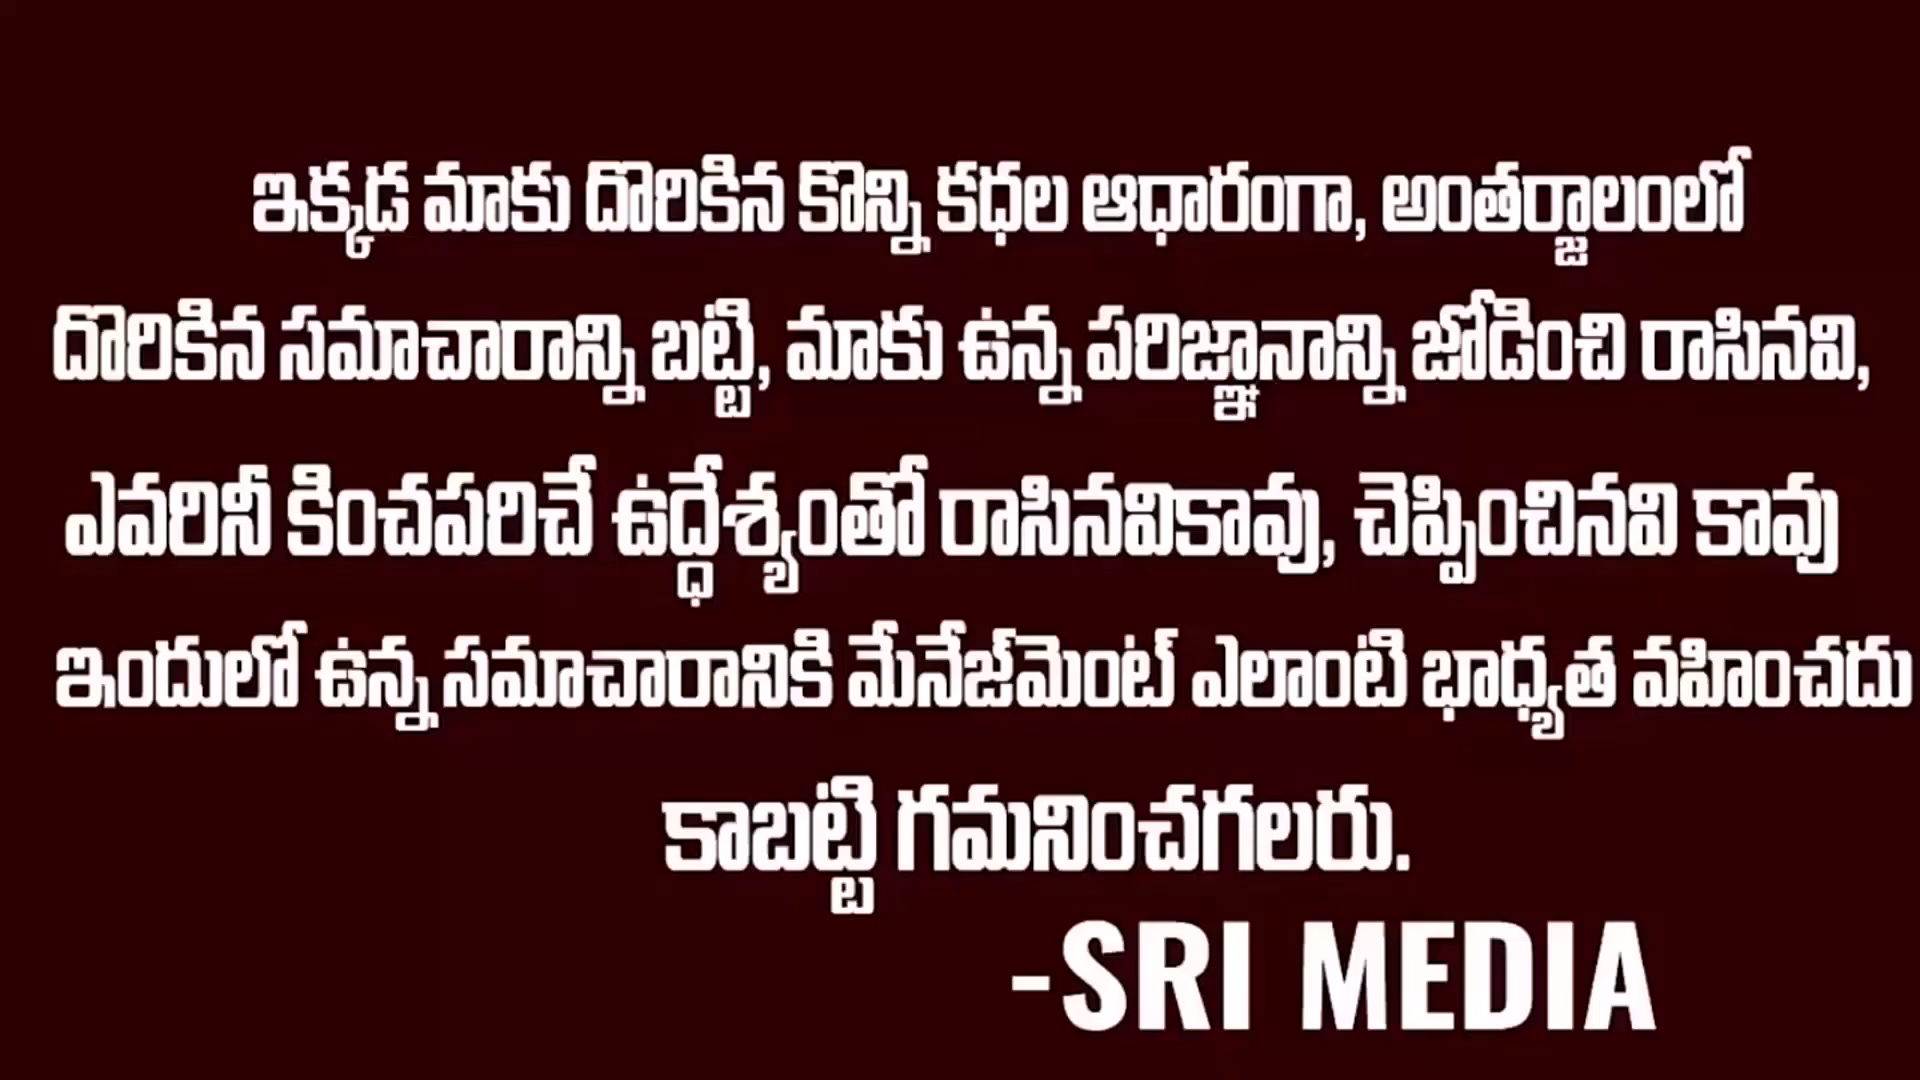 ఇక్కడ మాకు దొరికిన కొన్ని కధల ఆధారంగా, అంతర్జాలంలో
దొరికిన సమాచారాన్ని బట్టి, మాకు ఉన్న పరిజ్ఞానాన్ని జోడించి రాసినవి,
ఎవరినీ కించపరిచే ఉద్ధేశ్యంతో రాసినవికావు, చెప్పించినవి కావు
ఇందులో ఉన్న సమాచారానికి మేనేజ్‌మెంట్ ఎలాంటి భాధ్యత వహించదు
కాబట్టి గమనించగలరు.
-SRI MEDIA